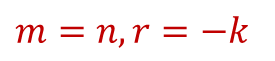 m = n, r = −k